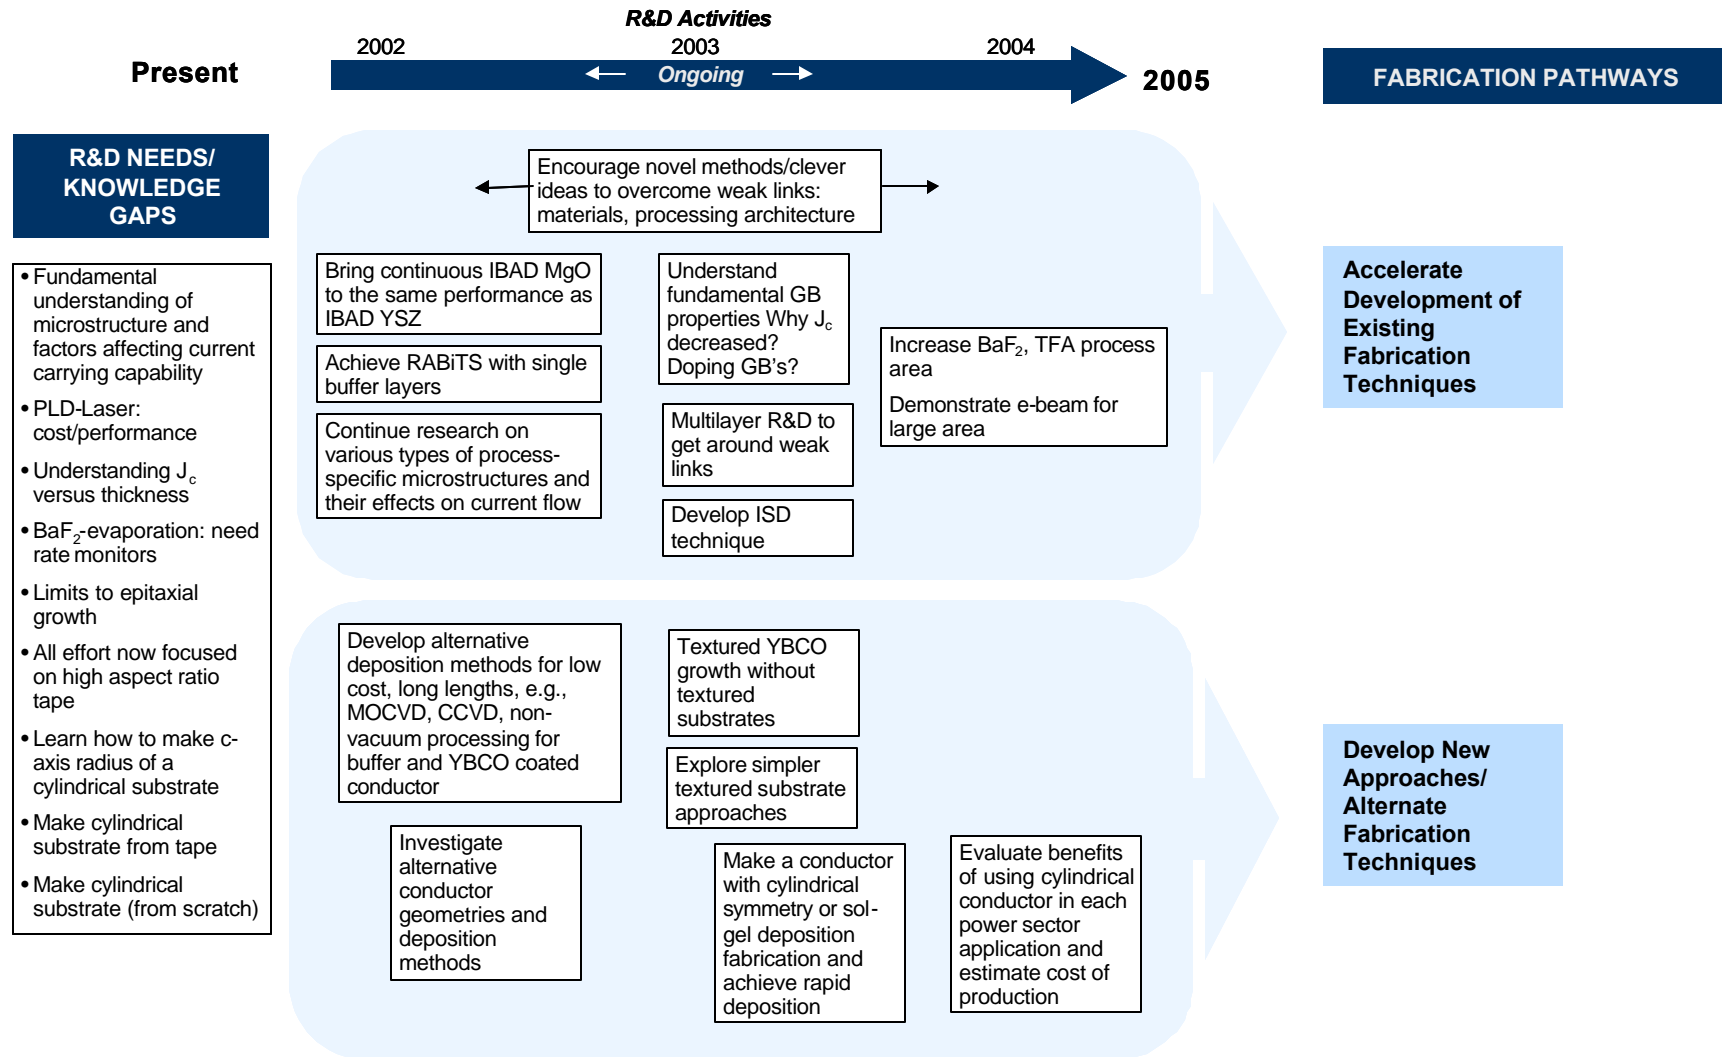 R&D Activities
2002
2003
2004
Present
Ongoing
2005
FABRICATION PATHWAYS
R&D NEEDS/
KNOWLEDGE
GAPS
• Fundamental
understanding of
microstructure and
factors affecting current
carrying capability
• PLD-Laser:
cost/performance
• Understanding Jc
versus thickness
• BaF2-evaporation: need
rate monitors
• Limits to epitaxial
growth
• All effort now focused
on high aspect ratio
tape
• Learn how to make c-
axis radius of a
cylindrical substrate
• Make cylindrical
substrate from tape
• Make cylindrical
substrate (from scratch)
Encourage novel methods/clever
ideas to overcome weak links:
materials, processing architecture
Bring continuous IBAD MgO
to the same performance as
IBAD YSZ
Achieve RABiTS with single
buffer layers
Continue research on
various types of process-
specific microstructures and
their effects on current flow
Understand
fundamental GB
properties Why Jc
decreased?
Doping GB's?
Multilayer R&D to
get around weak
links
Develop ISD
technique
Increase BaF2, TFA process
area
Demonstrate e-beam for
large area
Accelerate
Development of
Existing
Fabrication
Techniques
Develop alternative
deposition methods for low
cost, long lengths, e.g.,
MOCVD, CCVD, non-
vacuum processing for
buffer and YBCO coated
conductor
Investigate
alternative
conductor
geometries and
deposition
methods
Textured YBCO
growth without
textured
substrates
Explore simpler
textured substrate
approaches
Make a conductor
with cylindrical
symmetry or sol-
gel deposition
fabrication and
achieve rapid
deposition
Evaluate benefits
of using cylindrical
conductor in each
power sector
application and
estimate cost of
production
Develop New
Approaches/
Alternate
Fabrication
Techniques